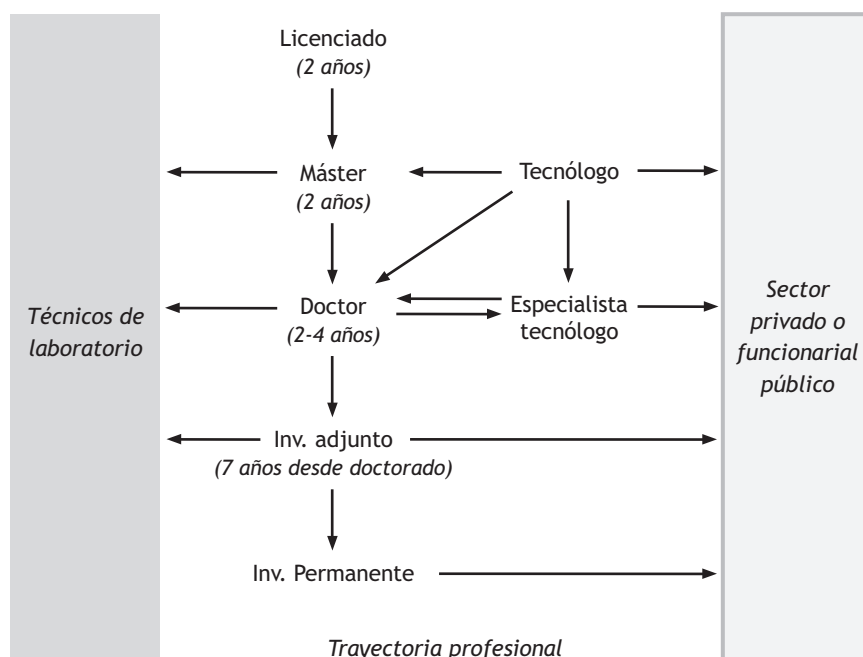 Licenciado
(2 años)
Máster
(2 años)
Tecnólogo
Doctor
(2-4 años)
Especialista
tecnólogo
Técnicos de
laboratorio
Sector
privado o
funcionarial
público
Inv. adjunto
(7 años desde doctorado)
Inv. Permanente
Trayectoria profesional